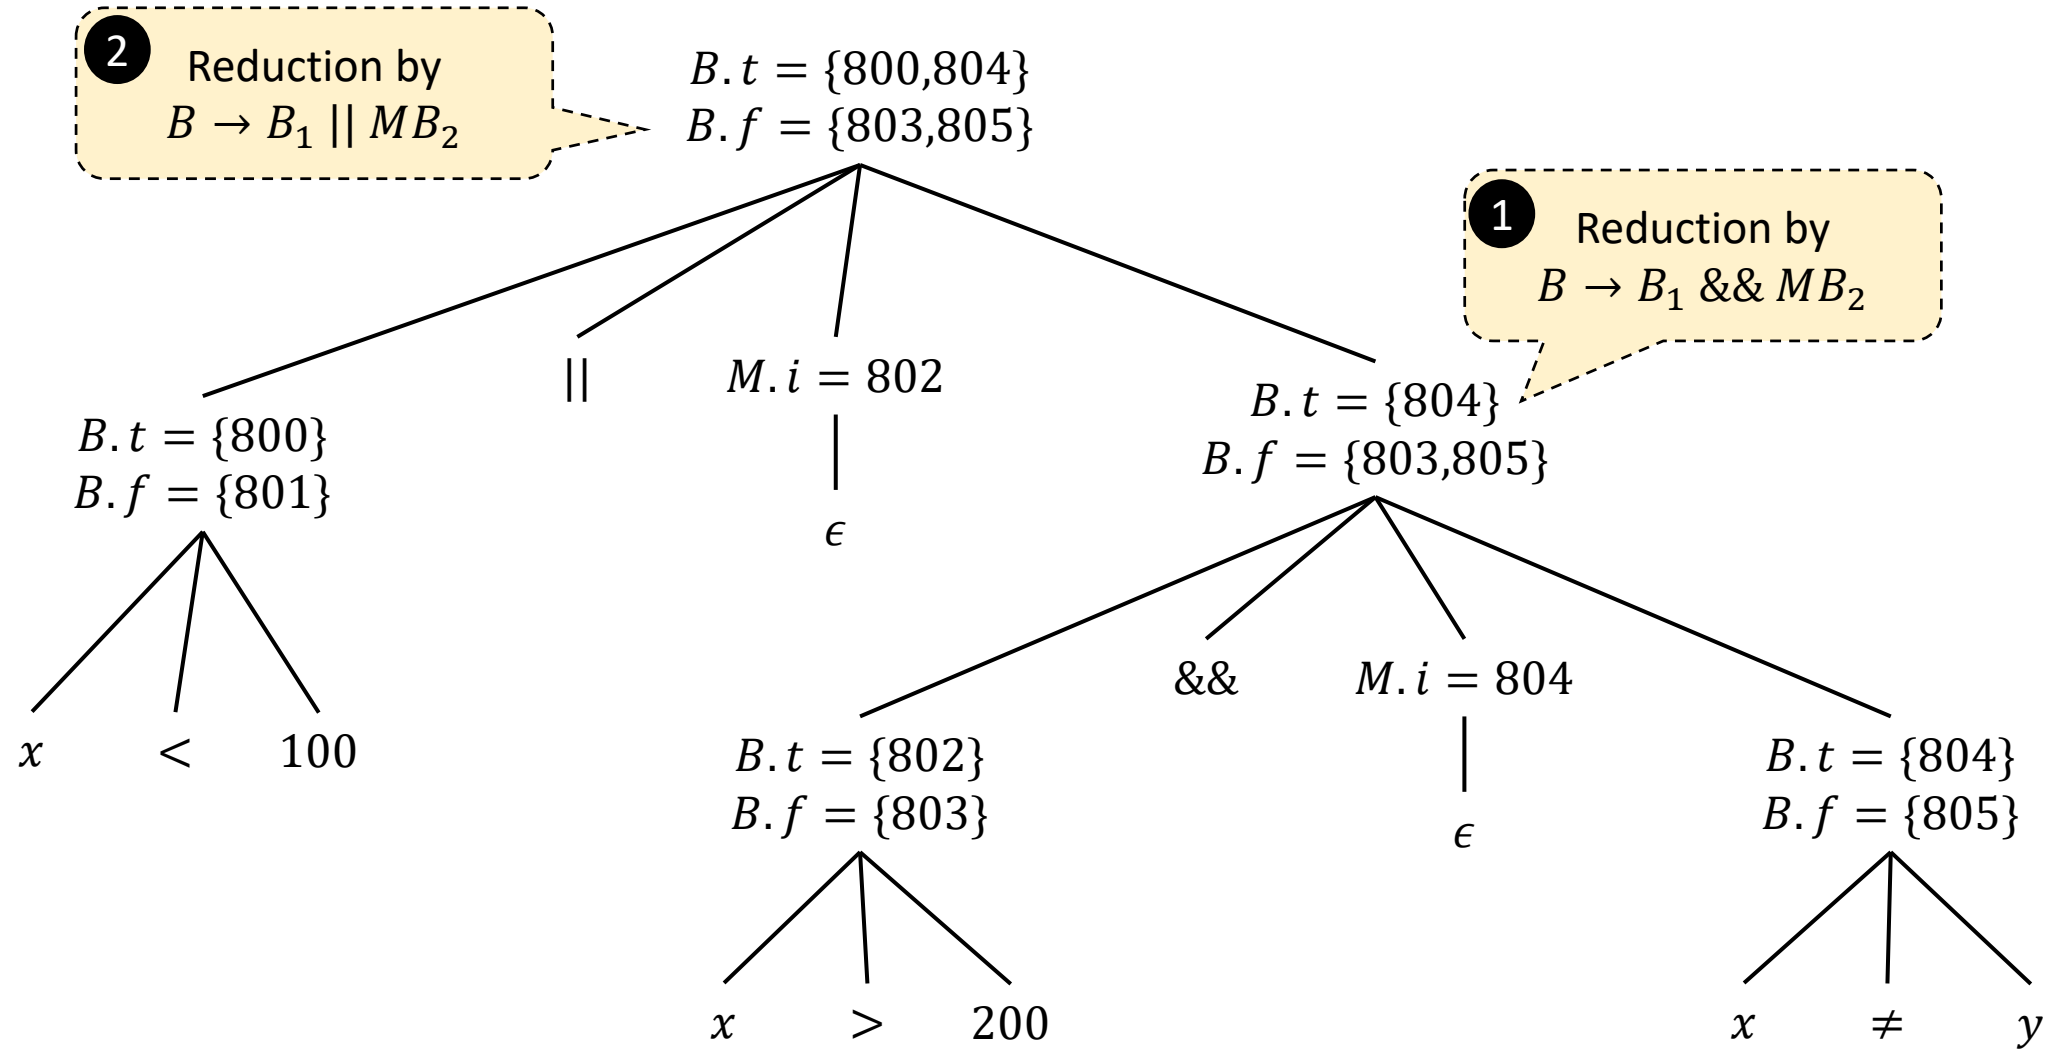 2
Reduction by
B → B₁ || MB₂
B.t = {800,804}
B.f = {803,805}
1
Reduction by
B → B₁ && MB₂
||
M.i = 802
ϵ
B.t = {804}
B.f = {803,805}
B.t = {800}
B.f = {801}
x < 100
&&
M.i = 804
ϵ
B.t = {802}
B.f = {803}
B.t = {804}
B.f = {805}
x > 200
x ≠ y